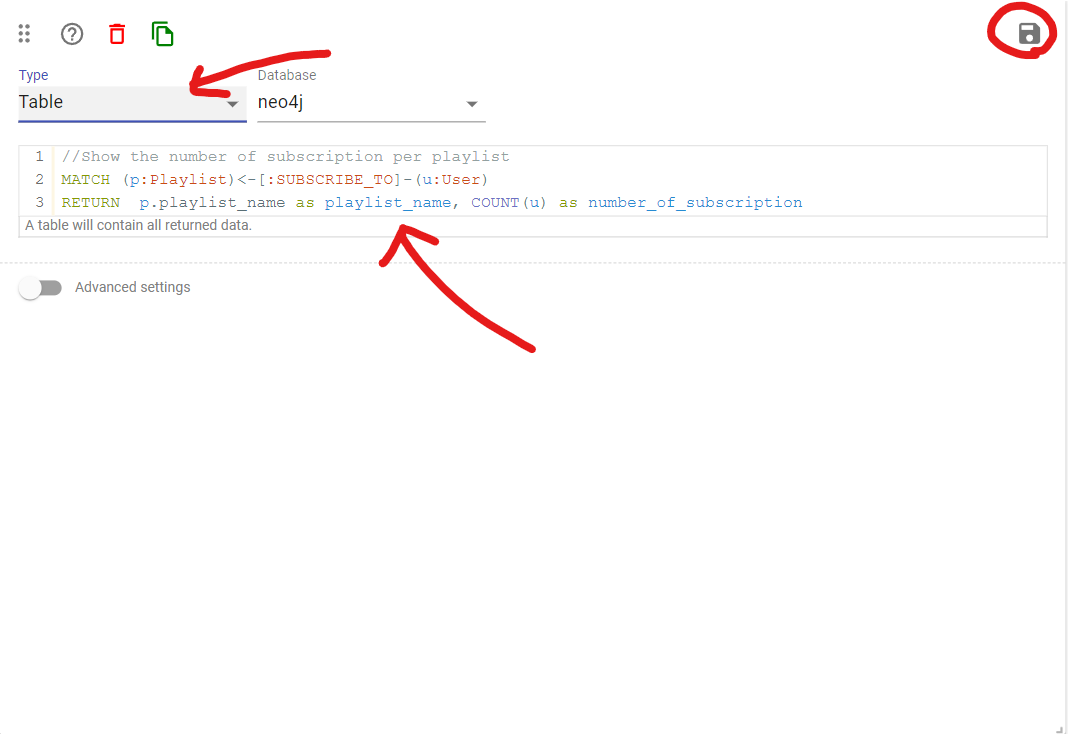 Type
Database
Table
neo4j
1 //Show the number of subscription per playlist
2 MATCH (p:Playlist)<-[:SUBSCRIBE_TO]-(u:User)
3 RETURN  p.playlist_name as playlist_name, COUNT(u) as number_of_subscription
A table will contain all returned data.
Advanced settings